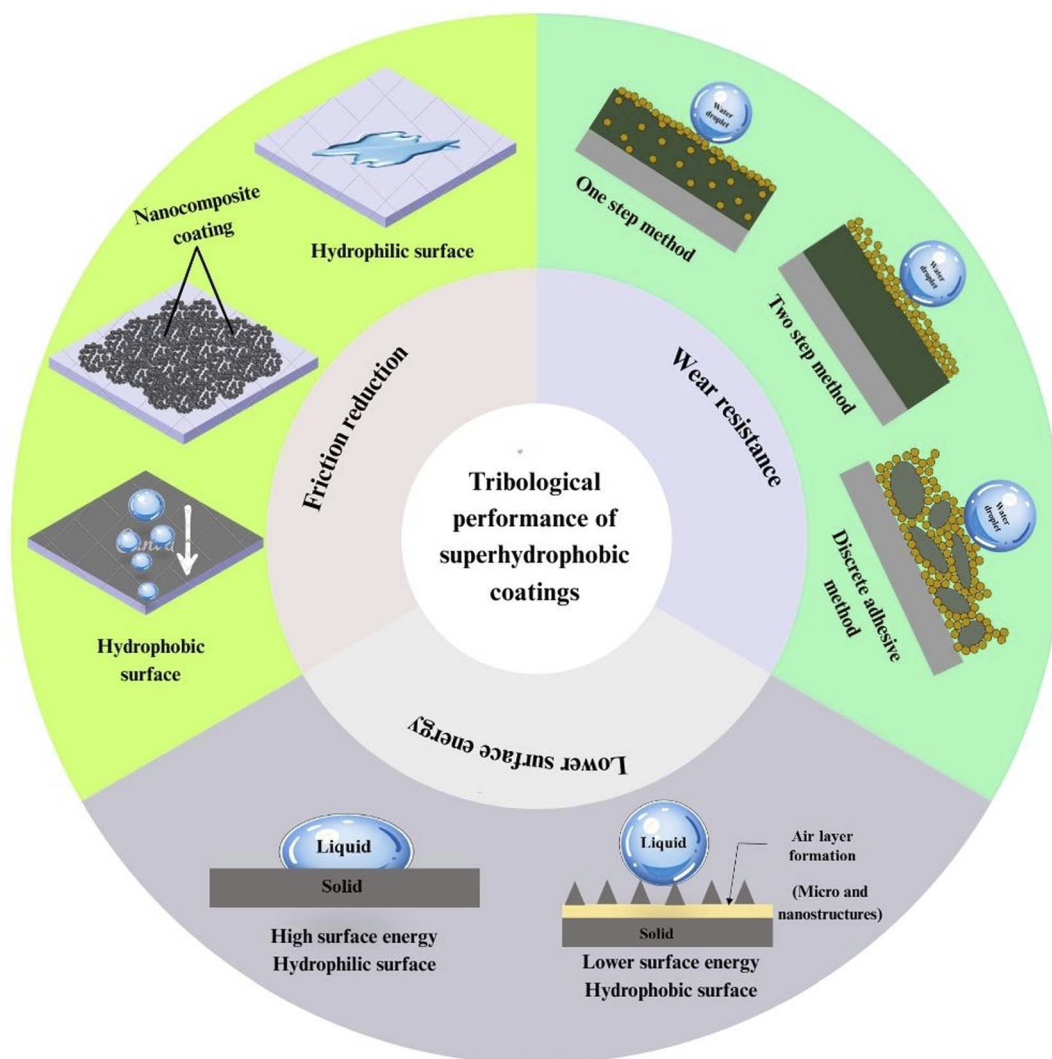 Tribological
performance of
superhydrophobic
coatings
Friction reduction
Wear resistance
Lower surface energy
Hydrophilic surface
Nanocomposite
coating
Hydrophobic
surface
Water
droplet
One step method
Water
droplet
Two step method
Water
droplet
Discrete adhesive
method
Liquid
Solid
High surface energy
Hydrophilic surface
Liquid
Solid
Lower surface energy
Hydrophobic surface
Air layer
formation
(Micro and
nanostructures)